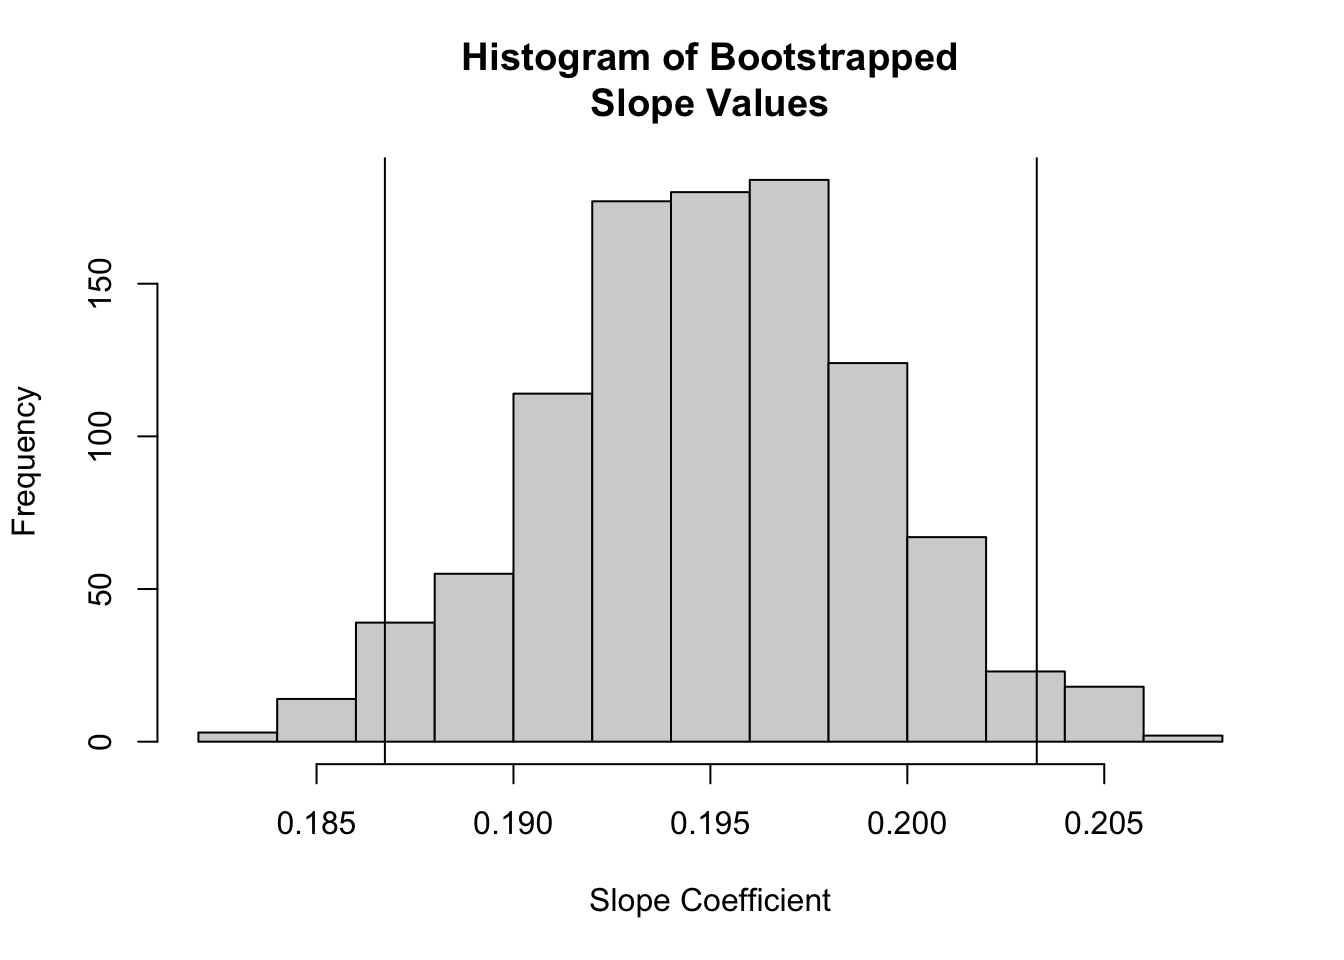 Histogram of Bootstrapped
Slope Values
Frequency
150
100
50
0
0.185 0.190 0.195 0.200 0.205
Slope Coefficient